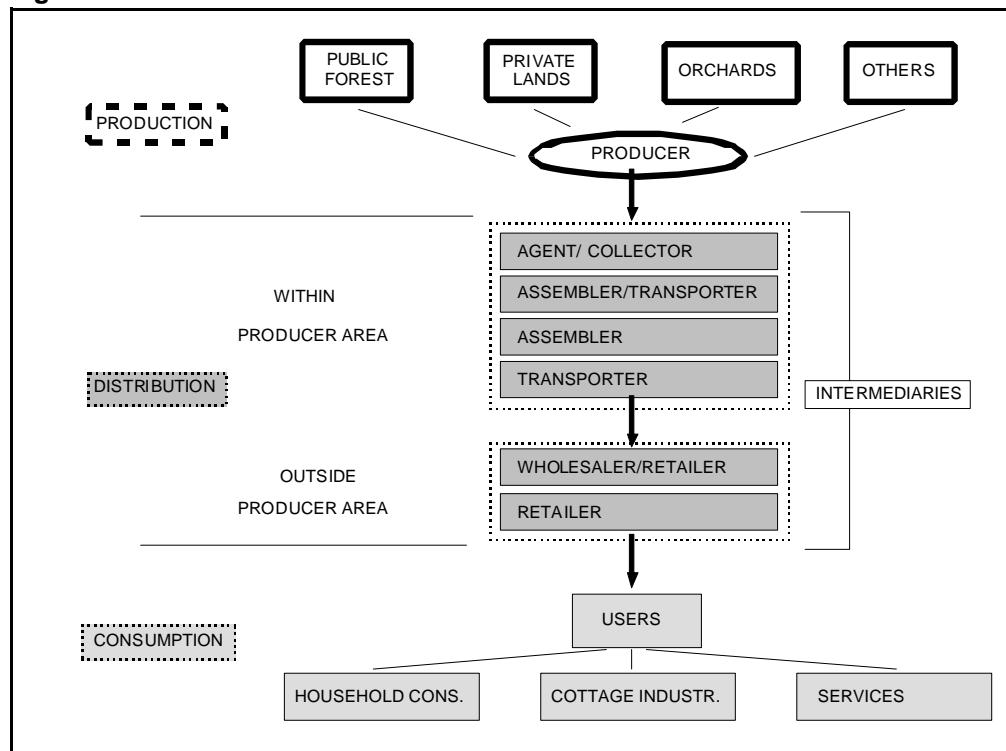 PUBLIC
FOREST
PRIVATE
LANDS
ORCHARDS
OTHERS
PRODUCTION
PRODUCER
AGENT/ COLLECTOR
WITHIN
PRODUCER AREA
ASSEMBLER/TRANSPORTER
ASSEMBLER
TRANSPORTER
DISTRIBUTION
INTERMEDIARIES
OUTSIDE
PRODUCER AREA
WHOLESALER/RETAILER
RETAILER
USERS
CONSUMPTION
HOUSEHOLD CONS.
COTTAGE INDUSTR.
SERVICES